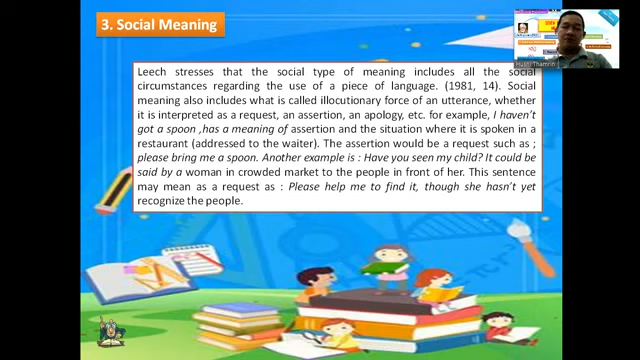 3. Social Meaning
Leech stresses that the social type of meaning includes all the social
circumstances regarding the use of a piece of language. (1981, 14). Social
meaning also includes what is called illocutionary force of an utterance, whether
it is interpreted as a request, an assertion, an apology, etc. for example, I haven't
got a spoon ,has a meaning of assertion and the situation where it is spoken in a
restaurant (addressed to the waiter). The assertion would be a request such as ;
please bring me a spoon. Another example is : Have you seen my child? It could be
said by a woman in crowded market to the people in front of her. This sentence
may mean as a request as : Please help me to find it, though she hasn't yet
recognize the people.